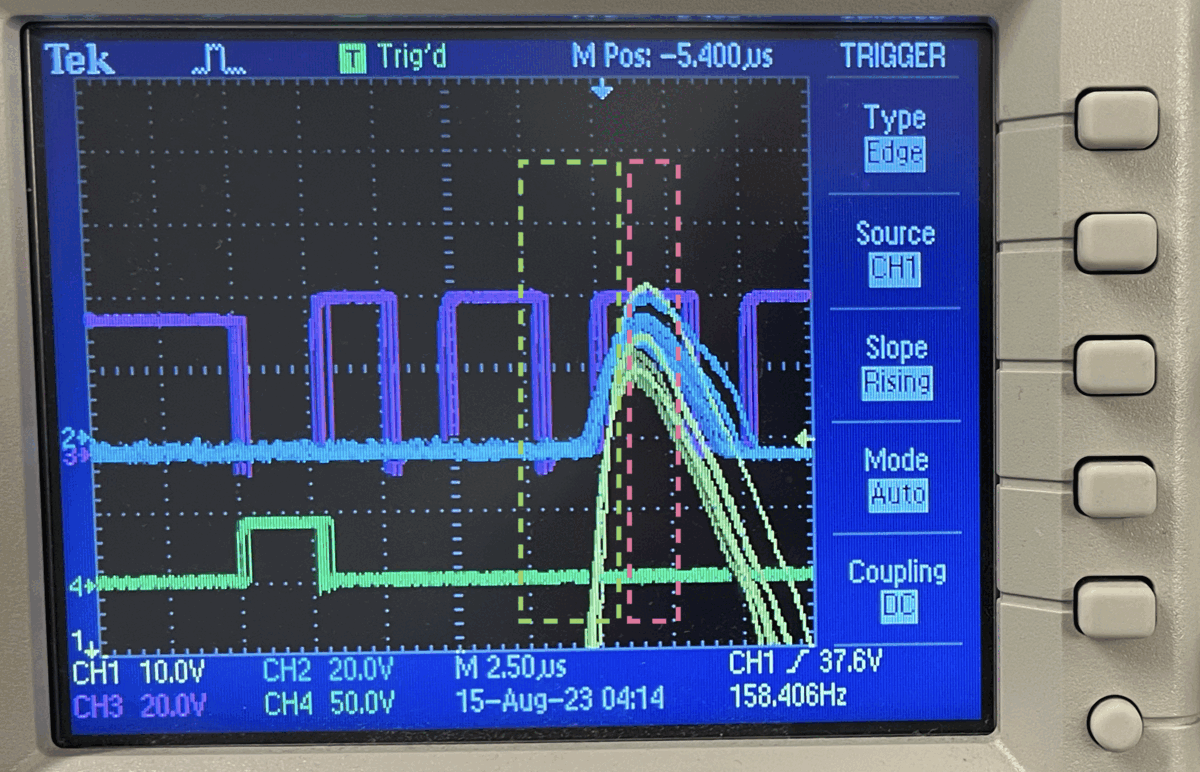 Tek T Trig'd M Pos: -5.400µs TRIGGER
Type
Edge
Source
CH1
Slope
Rising
Mode
Auto
Coupling
DC
2
3
4
1
CH1 10.0V CH2 20.0V M 2.50µs CH1 37.6V
CH3 20.0V CH4 50.0V 15-Aug-23 04:14 158.406Hz